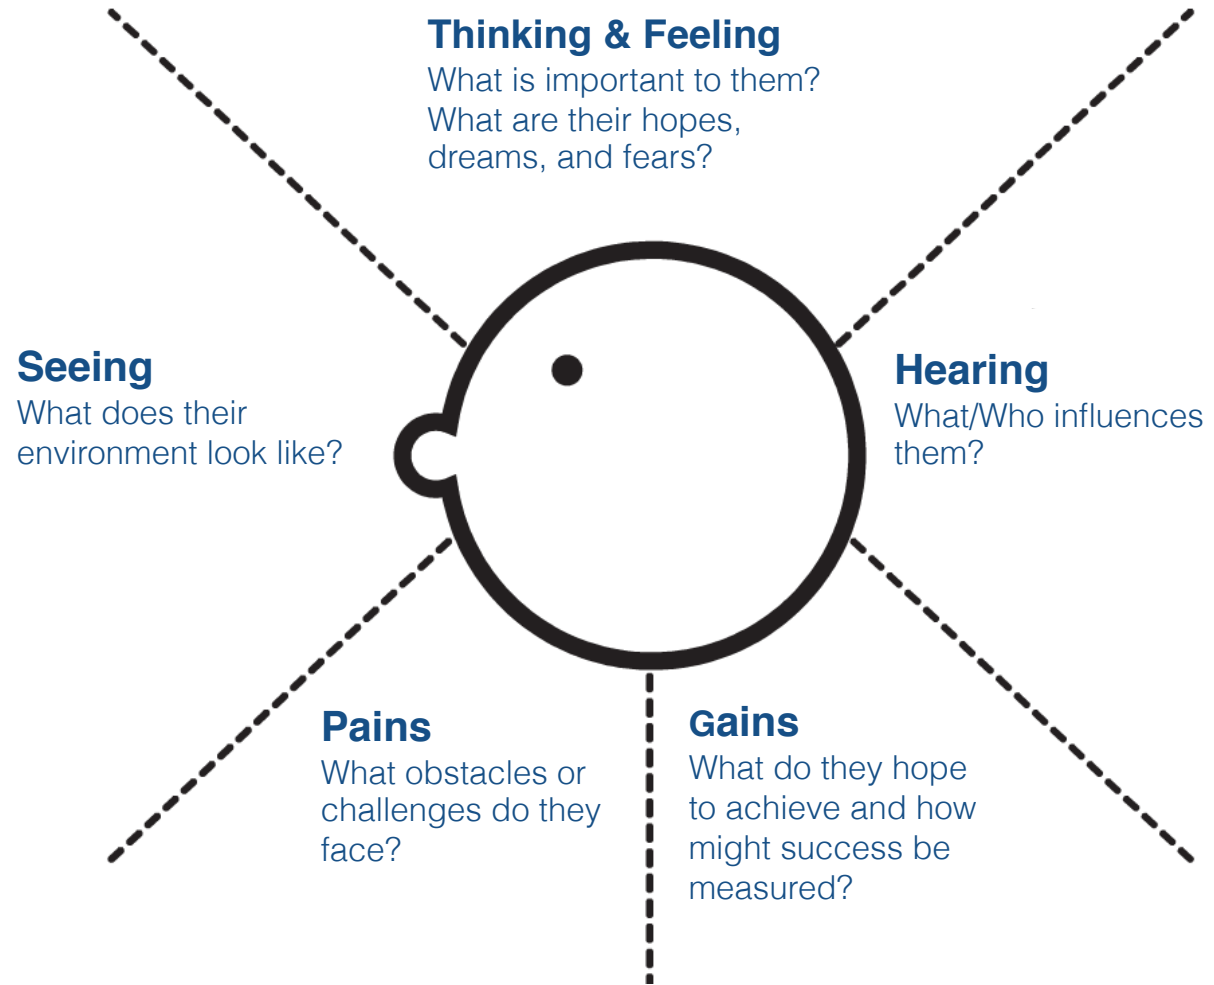 Thinking & Feeling
What is important to them?
What are their hopes,
dreams, and fears?
Seeing
What does their
environment look like?
Hearing
What/Who influences
them?
Pains
What obstacles or
challenges do they
face?
Gains
What do they hope
to achieve and how
might success be
measured?